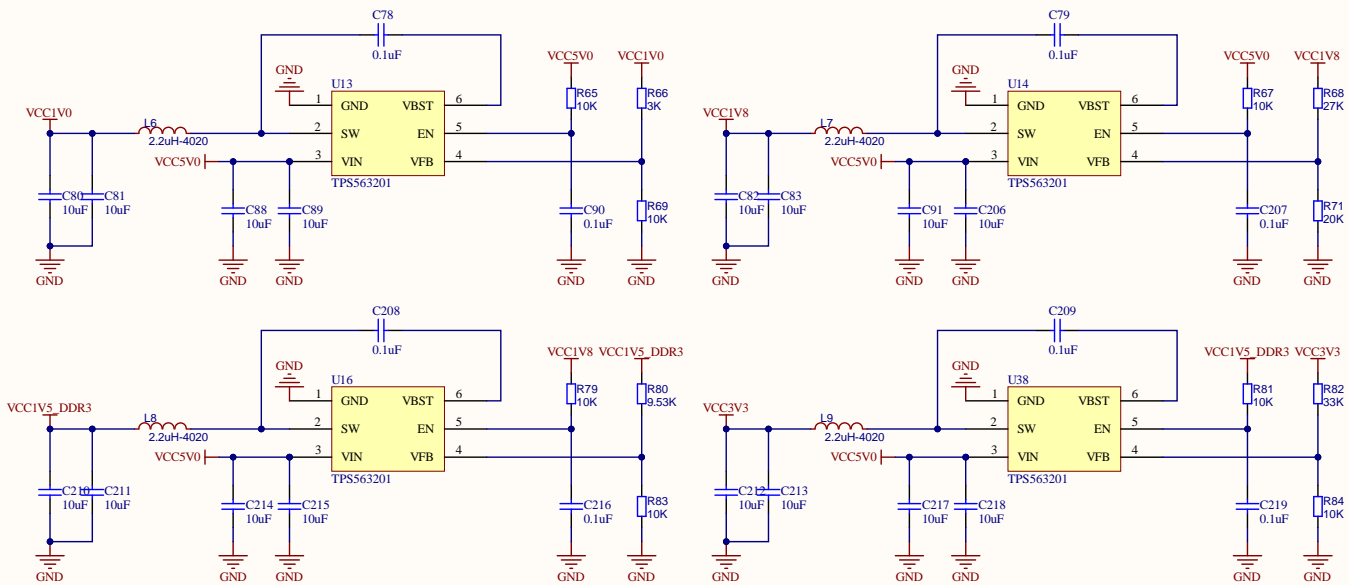 C78
0.1uF
GND
U13
VCC5V0
VCC1V0
1
GND
VBST
6
R65
10K
R66
3K
VCC1V0
L6
2.2uH-4020
2
SW
EN
5
VCC5V0
3
VIN
VFB
4
TPS563201
C80
10uF
C81
10uF
C88
10uF
C89
10uF
C90
0.1uF
R69
10K
GND
GND
GND
GND
GND
C79
0.1uF
GND
U14
VCC5V0
VCC1V8
1
GND
VBST
6
R67
10K
R68
27K
VCC1V8
L7
2.2uH-4020
2
SW
EN
5
VCC5V0
3
VIN
VFB
4
TPS563201
C82
10uF
C83
10uF
C91
10uF
C206
10uF
C207
0.1uF
R71
20K
GND
GND
GND
GND
GND
C208
0.1uF
GND
U16
VCC1V8
VCC1V5_DDR3
1
GND
VBST
6
R79
10K
R80
9.53K
VCC1V5_DDR3
L8
2.2uH-4020
2
SW
EN
5
VCC5V0
3
VIN
VFB
4
TPS563201
C210
10uF
C211
10uF
C214
10uF
C215
10uF
C216
0.1uF
R83
10K
GND
GND
GND
GND
GND
C209
0.1uF
GND
U38
VCC1V5_DDR3
VCC3V3
1
GND
VBST
6
R81
10K
R82
33K
VCC3V3
L9
2.2uH-4020
2
SW
EN
5
VCC5V0
3
VIN
VFB
4
TPS563201
C212
10uF
C213
10uF
C217
10uF
C218
10uF
C219
0.1uF
R84
10K
GND
GND
GND
GND
GND